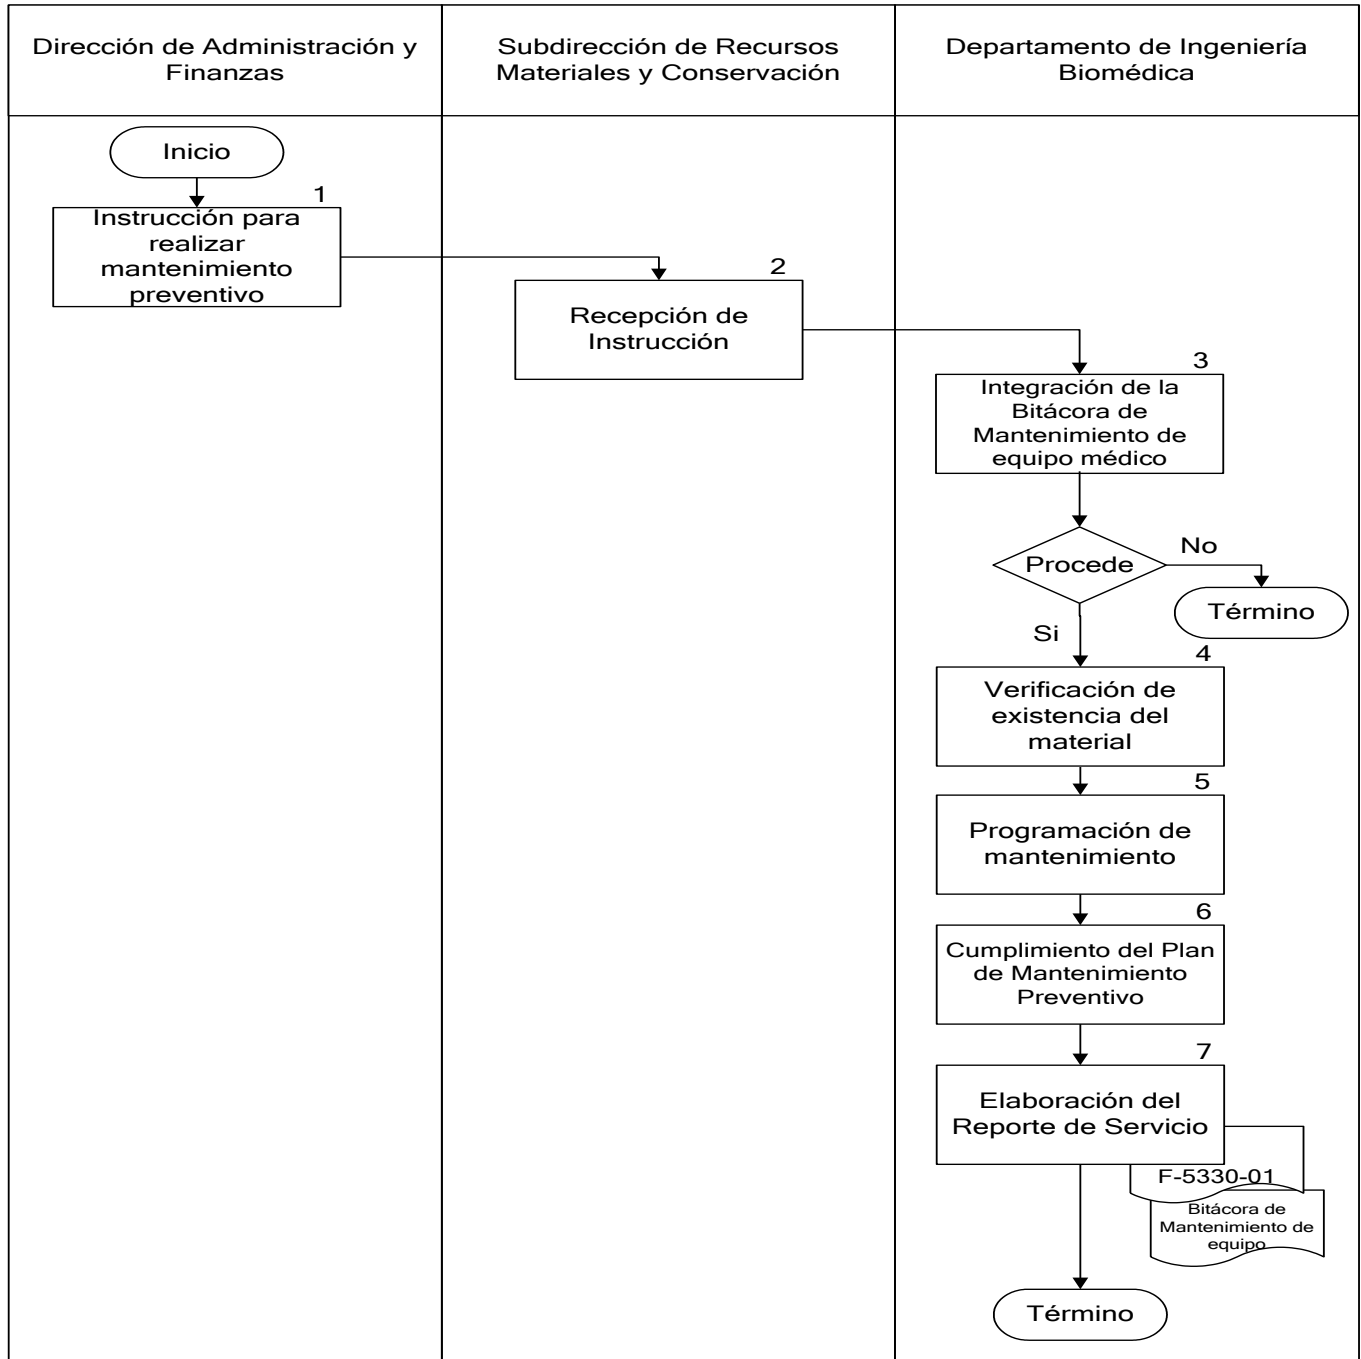 Dirección de Administración y
Finanzas
Subdirección de Recursos
Materiales y Conservación
Departamento de Ingeniería
Biomédica
Inicio
1
Instrucción para
realizar
mantenimiento
preventivo
2
Recepción de
Instrucción
3
Integración de la
Bitácora de
Mantenimiento de
equipo médico
Procede
No
Término
Si
4
Verificación de
existencia del
material
5
Programación de
mantenimiento
6
Cumplimiento del Plan
de Mantenimiento
Preventivo
7
Elaboración del
Reporte de Servicio
F-5330-01
Bitácora de
Mantenimiento de
equipo
Término